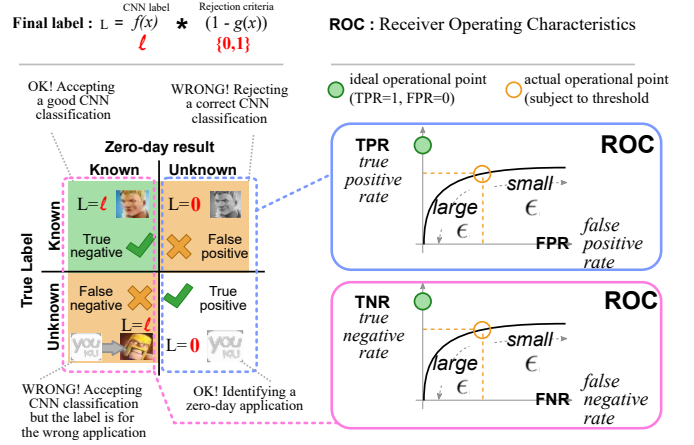 CNN label
Rejection criteria
Final label : L = f(x) * (1 - g(x))
ℓ
{0,1}
ROC : Receiver Operating Characteristics
OK! Accepting
a good CNN
classification
WRONG! Rejecting
a correct CNN
classification
ideal operational point
(TPR=1, FPR=0)
actual operational point
(subject to threshold
Zero-day result
Known
Unknown
True Label
Known
Unknown
L=ℓ
True
negative
L=0
False
positive
False
negative
L=ℓ
you
True
positive
L=0
you
WRONG! Accepting
CNN classification
but the label is for
the wrong application
OK! Identifying a
zero-day application
ROC
TPR
true
positive
rate
large
ϵ
small
ϵ
FPR
false
positive
rate
ROC
TNR
true
negative
rate
large
ϵ
small
ϵ
FNR
false
negative
rate